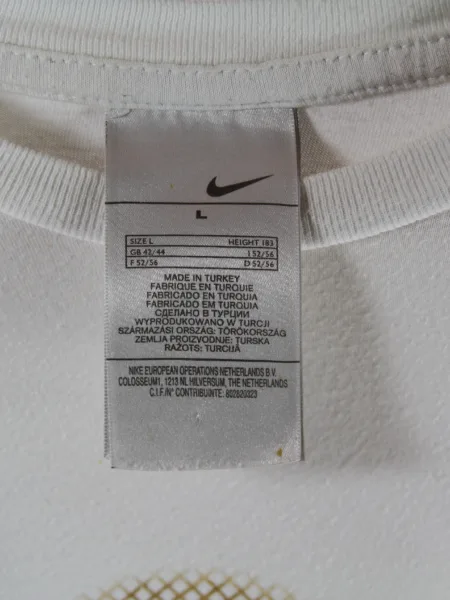 L
SIZE L HEIGHT 183
GB 42/44 I 52/56
F 52/56 D 52/56
MADE IN TURKEY
FABRIQUE EN TURQUIE
FABRICADO EN TURQUIA
FABRICADO EM TURQUIA
СДЕЛАНО В ТУРЦИИ
WYPRODUKOWANO W TURCJI
SZÁRMAZÁSI ORSZÁG: TÖRÖKORSZÁG
ZEMLJA PROIZVODNJE: TURSKA
RAŽOTS: TURCIJĀ
NIKE EUROPEAN OPERATIONS NETHERLANDS B.V.
COLOSSEUM1, 1213 NL HILVERSUM, THE NETHERLANDS
C.I.F./N° CONTRIBUINTE: